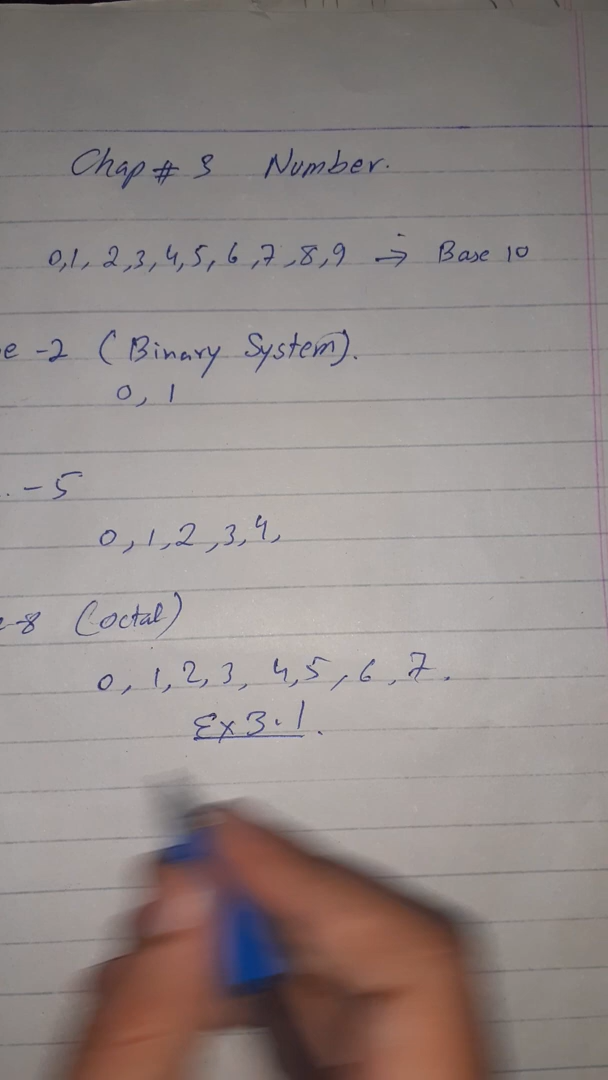 Chap # 3 Number.
0,1, 2,3,4,5,6,7,8,9 ⇒ Base 10
e -2 (Binary System).
0, 1
-5
0,1,2,3,4,
-8 (octal)
0, 1,2,3, 4,5,6,7.
Ex 3.1.